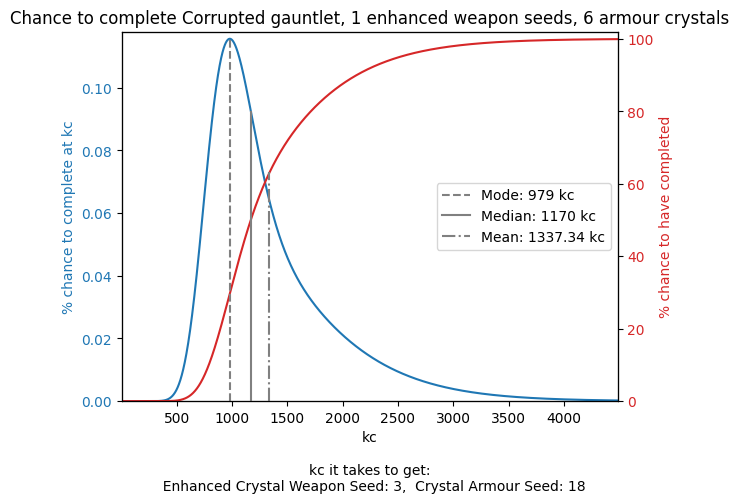 Chance to complete Corrupted gauntlet, 1 enhanced weapon seeds, 6 armour crystals
% chance to complete at kc
0.10
0.08
0.06
0.04
0.02
0.00
Mode: 979 kc
Median: 1170 kc
Mean: 1337.34 kc
100
80
60
40
20
0
% chance to have completed
500 1000 1500 2000 2500 3000 3500 4000
kc
kc it takes to get:
Enhanced Crystal Weapon Seed: 3,  Crystal Armour Seed: 18